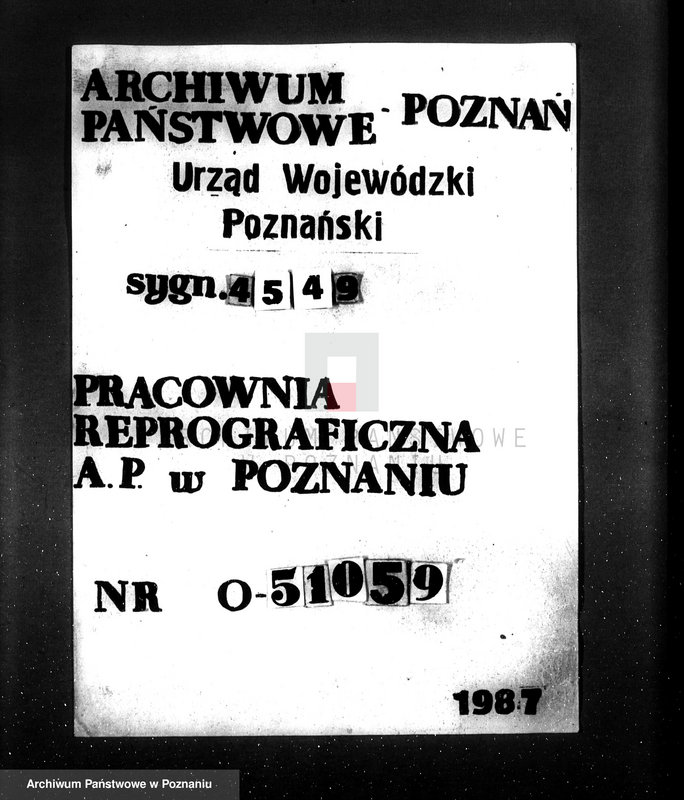 ARCHIWUM
PAŃSTWOWE - POZNAŃ
Urząd Wojewódzki
Poznański
sygn. 4549
PRACOWNIA
REPROGRAFICZNA
A.P. w POZNANIU
NR O-51059
1987
Archiwum Państwowe w Poznaniu